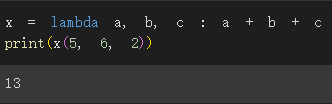 x = lambda a, b, c : a + b + c
print(x(5, 6, 2))
13